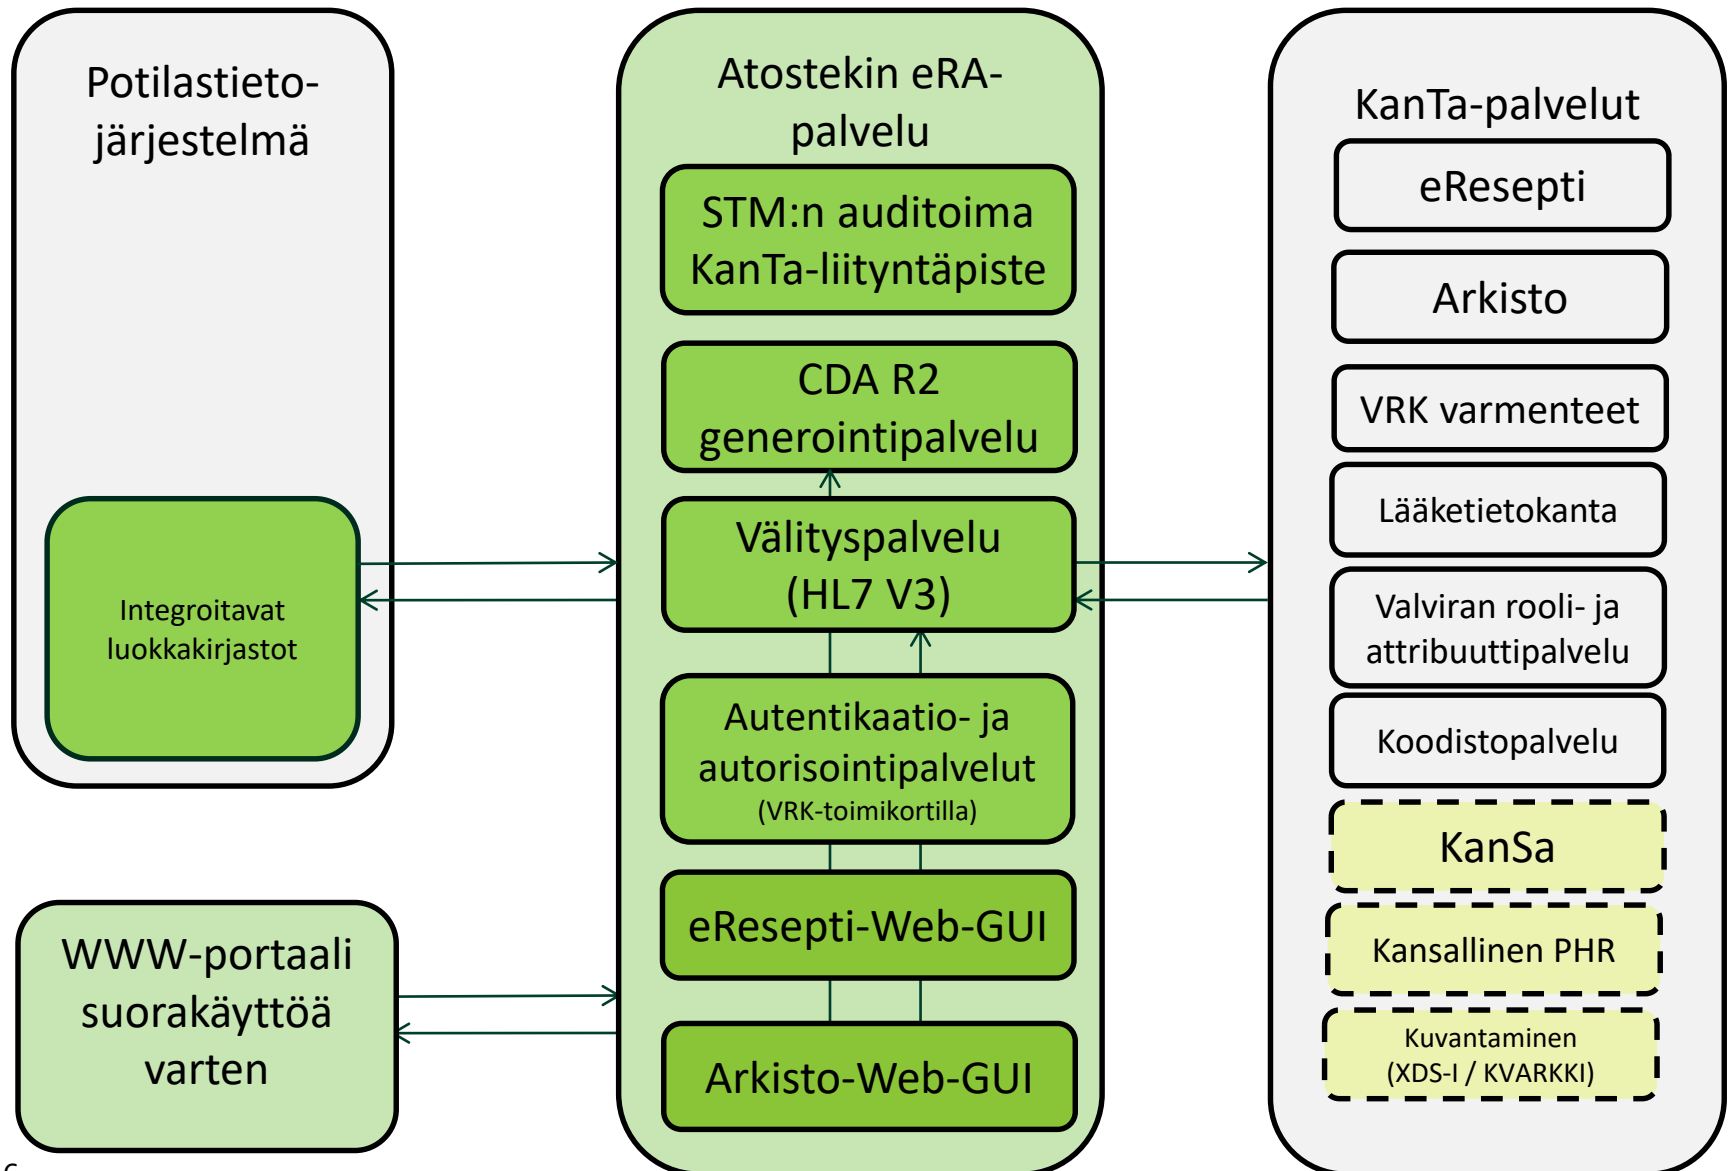 Potilastieto-
järjestelmä
Integroitavat
luokkakirjastot
WWW-portaali
suorakäyttöä
varten
Atostekin eRA-
palvelu
STM:n auditoima
KanTa-liityntäpiste
CDA R2
generointipalvelu
Välityspalvelu
(HL7 V3)
Autentikaatio- ja
autorisointipalvelut
(VRK-toimikortilla)
eResepti-Web-GUI
Arkisto-Web-GUI
KanTa-palvelut
eResepti
Arkisto
VRK varmenteet
Lääketietokanta
Valviran rooli- ja
attribuuttipalvelu
Koodistopalvelu
KanSa
Kansallinen PHR
Kuvantaminen
(XDS-I / KVARKKI)